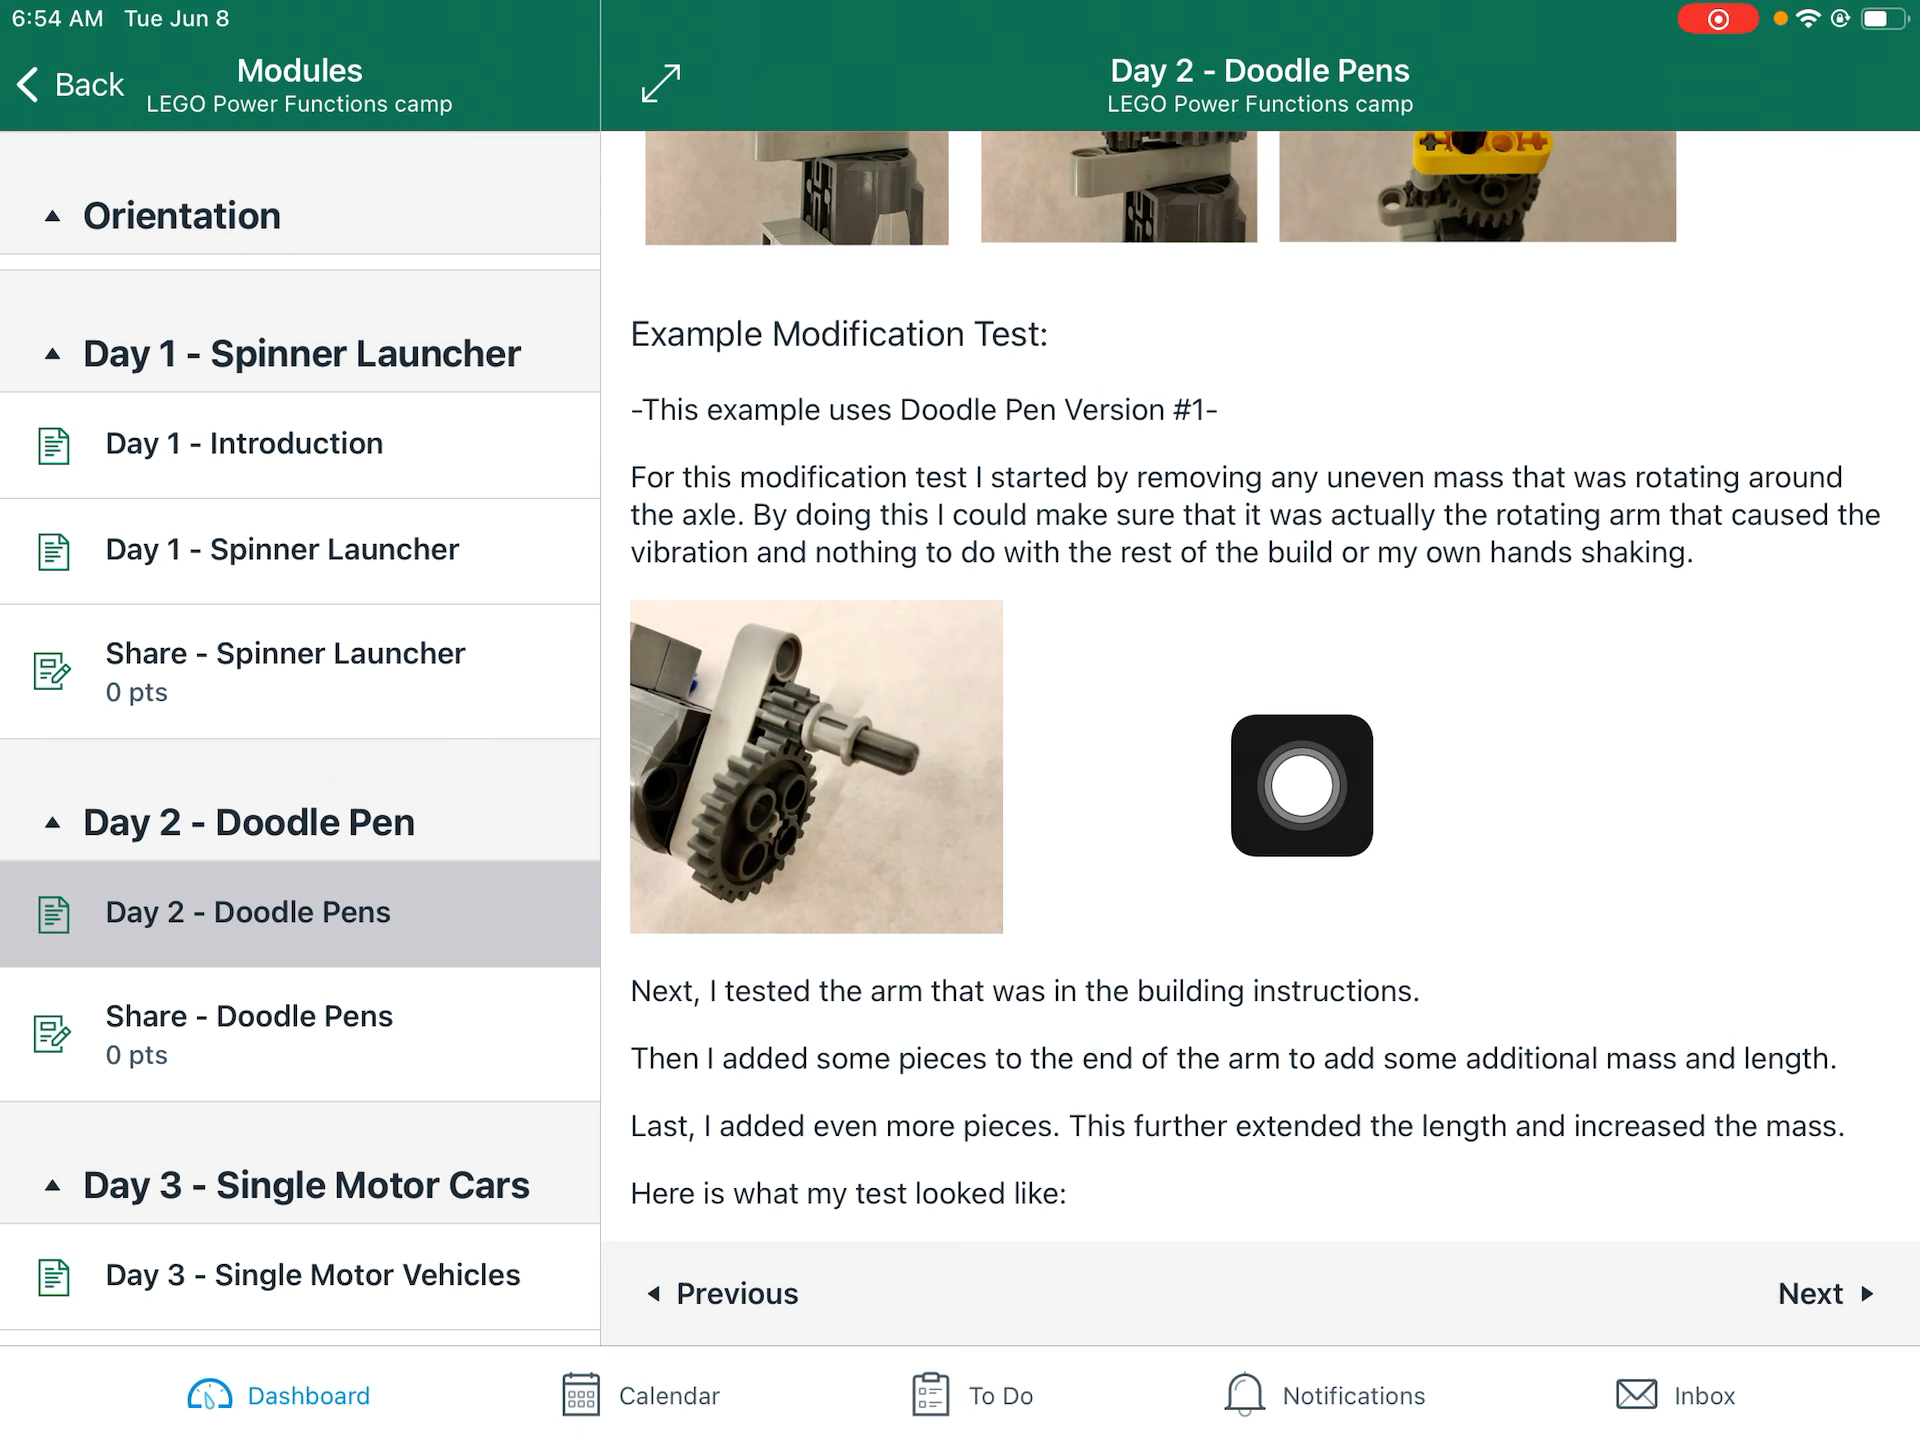 6:54 AM Tue Jun 8
Back
Modules
LEGO Power Functions camp
Day 2 - Doodle Pens
LEGO Power Functions camp
Orientation
Day 1 - Spinner Launcher
Day 1 - Introduction
Day 1 - Spinner Launcher
Share - Spinner Launcher
0 pts
Day 2 - Doodle Pen
Day 2 - Doodle Pens
Share - Doodle Pens
0 pts
Day 3 - Single Motor Cars
Day 3 - Single Motor Vehicles
Example Modification Test:
-This example uses Doodle Pen Version #1-
For this modification test I started by removing any uneven mass that was rotating around
the axle. By doing this I could make sure that it was actually the rotating arm that caused the
vibration and nothing to do with the rest of the build or my own hands shaking.
Next, I tested the arm that was in the building instructions.
Then I added some pieces to the end of the arm to add some additional mass and length.
Last, I added even more pieces. This further extended the length and increased the mass.
Here is what my test looked like:
Previous
Next
Dashboard
Calendar
To Do
Notifications
Inbox